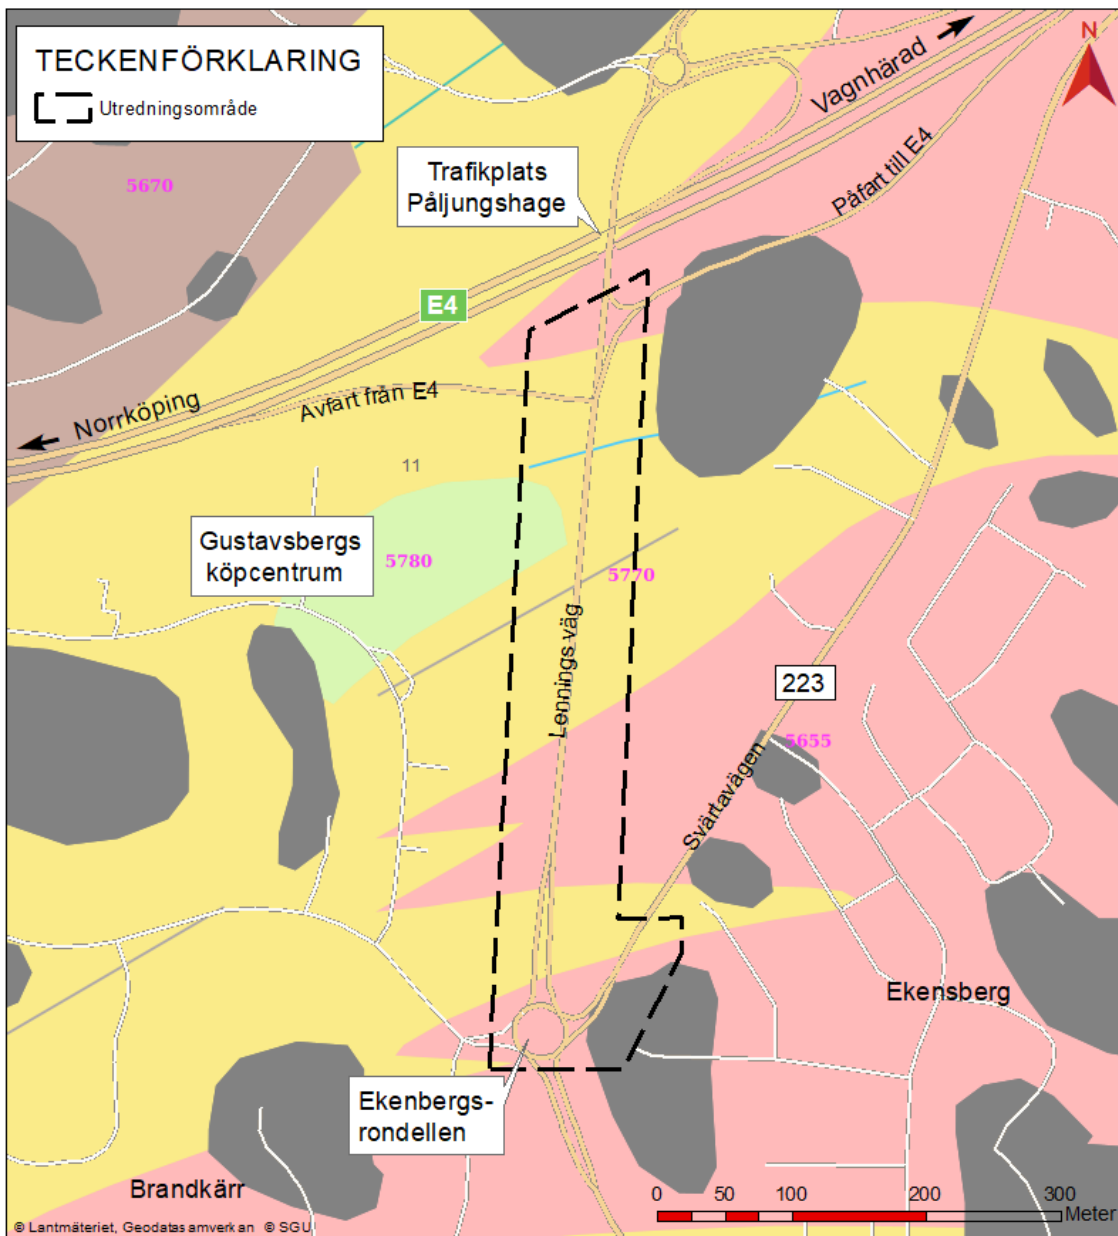 TECKENFÖRKLARING
Utredningsområde
N
Vagnhärad
Påfart till E4
Trafikplats
Påljungshage
5670
E4
Norrköping
Avfart från E4
11
Gustavsbergs
köpcentrum
5780
5770
Lennings väg
223
5655
Svärtavägen
Ekensberg
Ekenbergs-
rondellen
Brandkärr
0 50 100 200 300
Meter
© Lantmäteriet, Geodatasamverkan © SGU